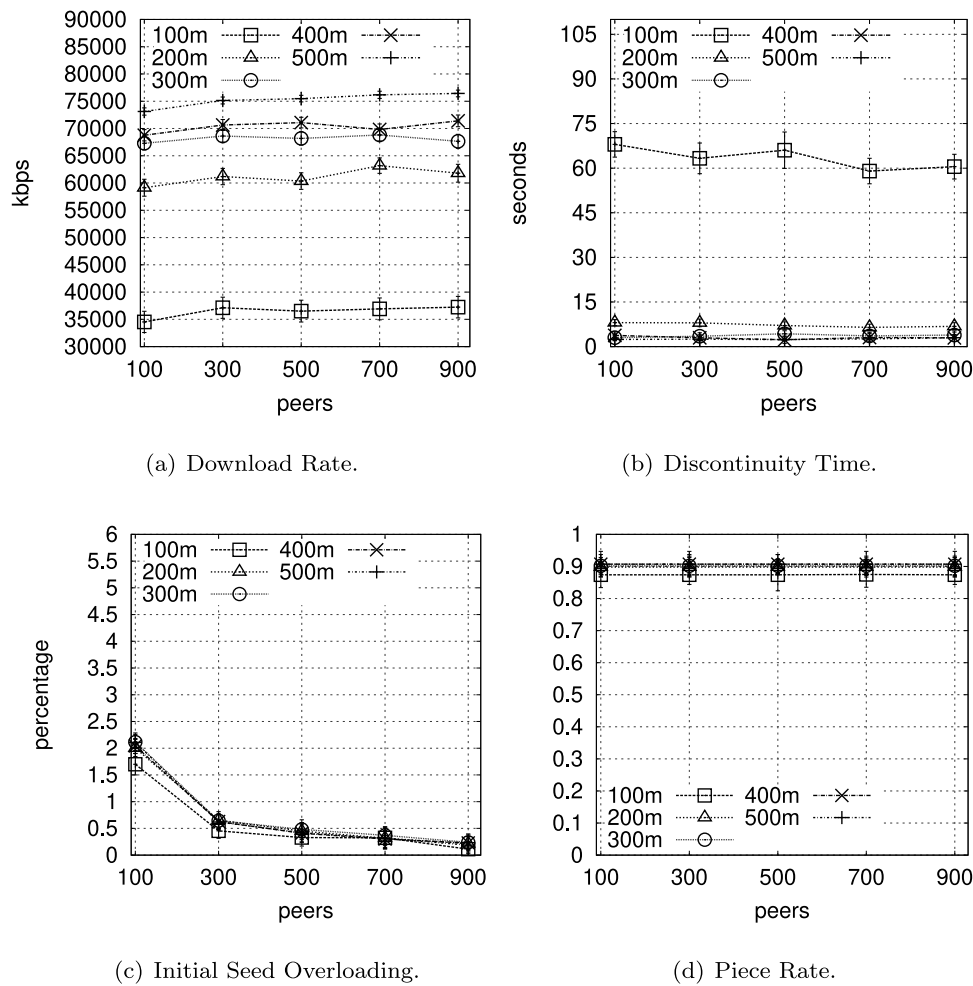 90000
85000
80000
75000
70000
65000
60000
55000
50000
45000
40000
35000
30000
kbps
100m 400m
200m 500m
300m
100 300 500 700 900
peers
(a) Download Rate.
105
90
75
60
45
30
15
0
seconds
100m 400m
200m 500m
300m
100 300 500 700 900
peers
(b) Discontinuity Time.
6
5.5
5
4.5
4
3.5
3
2.5
2
1.5
1
0.5
0
percentage
100m 400m
200m 500m
300m
100 300 500 700 900
peers
(c) Initial Seed Overloading.
1
0.9
0.8
0.7
0.6
0.5
0.4
0.3
0.2
0.1
0
100m 400m
200m 500m
300m
100 300 500 700 900
peers
(d) Piece Rate.